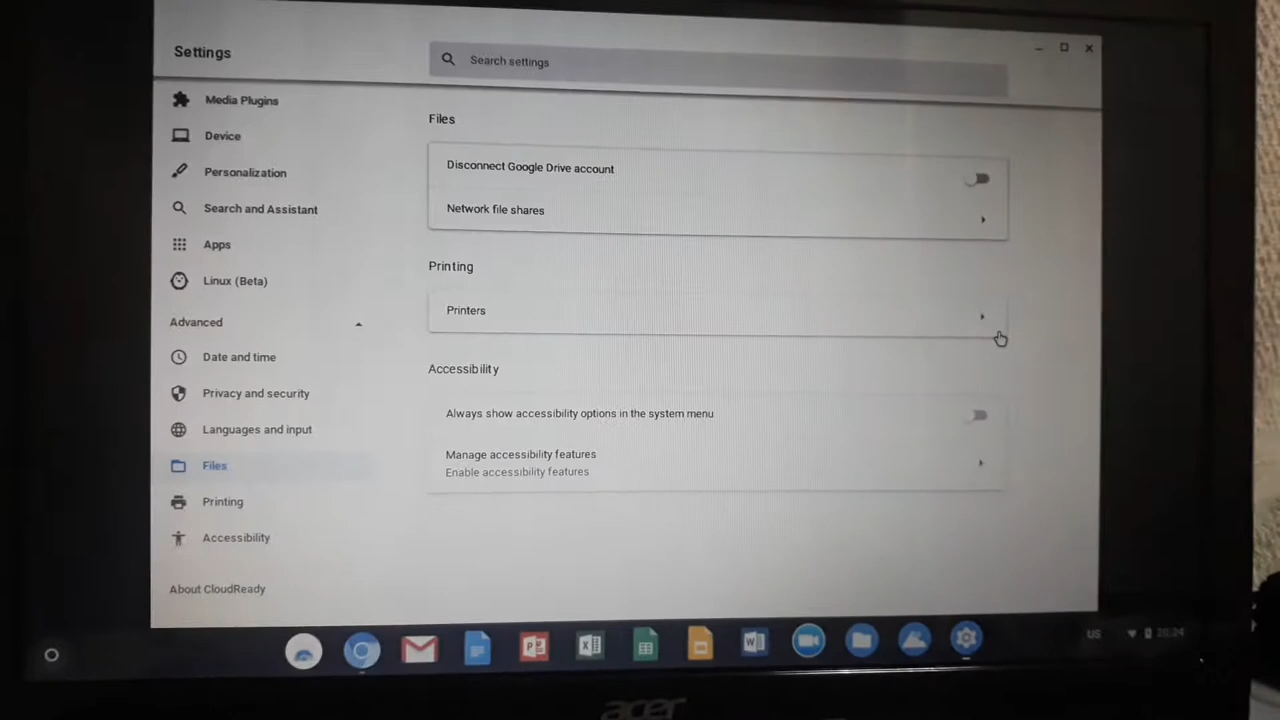 Settings
Search settings
Media Plugins
Device
Personalization
Search and Assistant
Apps
Linux (Beta)
Advanced
Date and time
Privacy and security
Languages and input
Files
Printing
Accessibility
About CloudReady
Files
Disconnect Google Drive account
Network file shares
Printing
Printers
Accessibility
Always show accessibility options in the system menu
Manage accessibility features
Enable accessibility features
P
X
W
US
20:24
acer